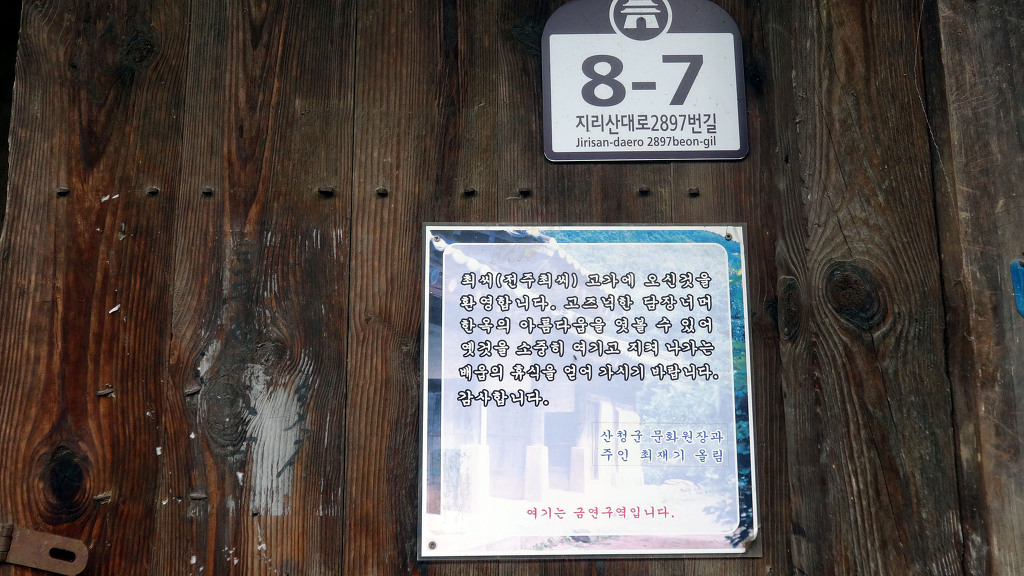 8-7
지리산대로2897번길
Jirisan-daero 2897beon-gil
최씨(전주최씨) 고가에 오신것을
환영합니다. 고즈넉한 담장너머
한옥의 아름다움을 엿볼 수 있어
옛것을 소중히 여기고 지켜 나가는
배움의 휴식을 얻어 가시기 바랍니다.
감사합니다.
산청군 문화원장과
주인 최재기 올림
여기는 금연구역입니다.